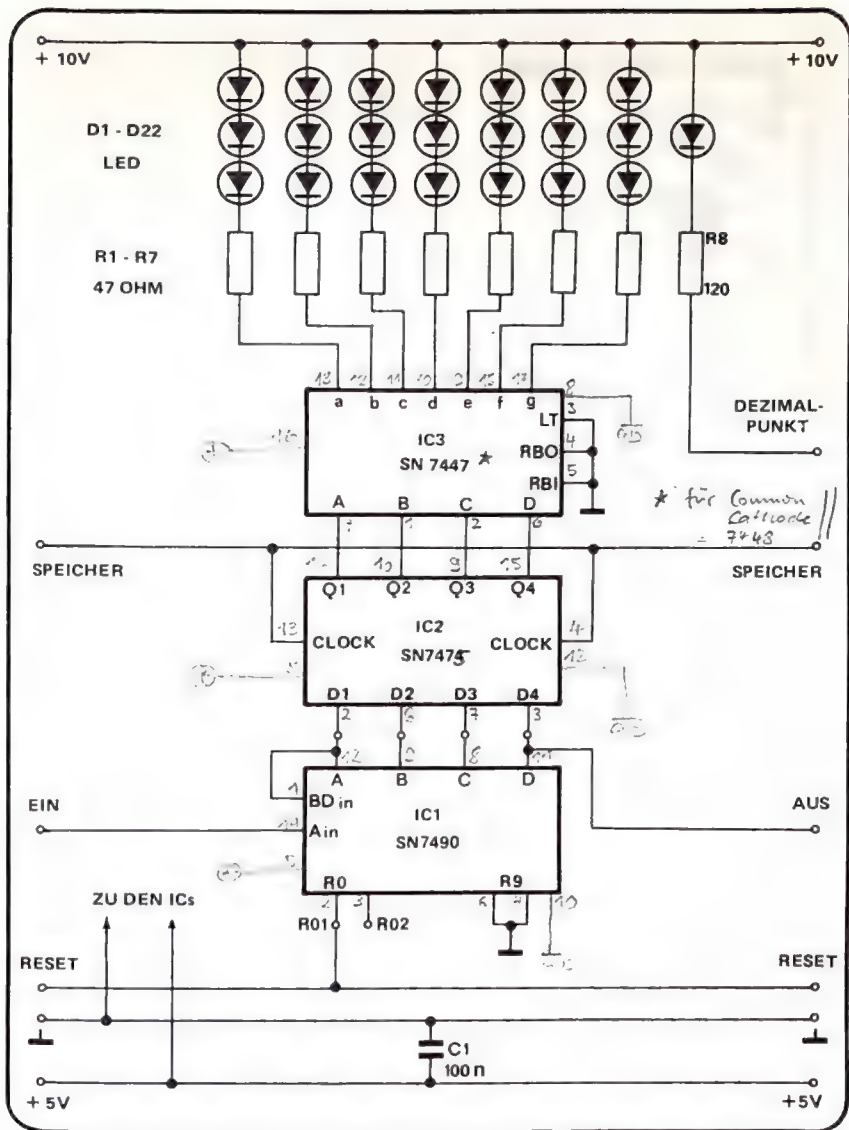 + 10V + 10V
D1 - D22
LED
R1 - R7
47 OHM
R8
120
13 12 11 10 9 15 14
a b c d e f g
8
3
LT
16
IC3
SN 7447 *
4
RBO
5
RBI
DEZIMAL-
PUNKT
A B C D
7 1 2 6
* für Common
Cathode
= 7448
SPEICHER SPEICHER
10 9 15
Q1 Q2 Q3 Q4
13 4
CLOCK IC2 CLOCK
SN7475
5 12
D1 D2 D3 D4
2 6 7 3
12 9 8 11
A B C D
1
BD in
EIN AUS
14
A in
IC1
SN7490
5
R0 R9
2 3 6 7 10
R01 R02
ZU DEN ICs
RESET RESET
C1
100 n
+ 5V + 5V